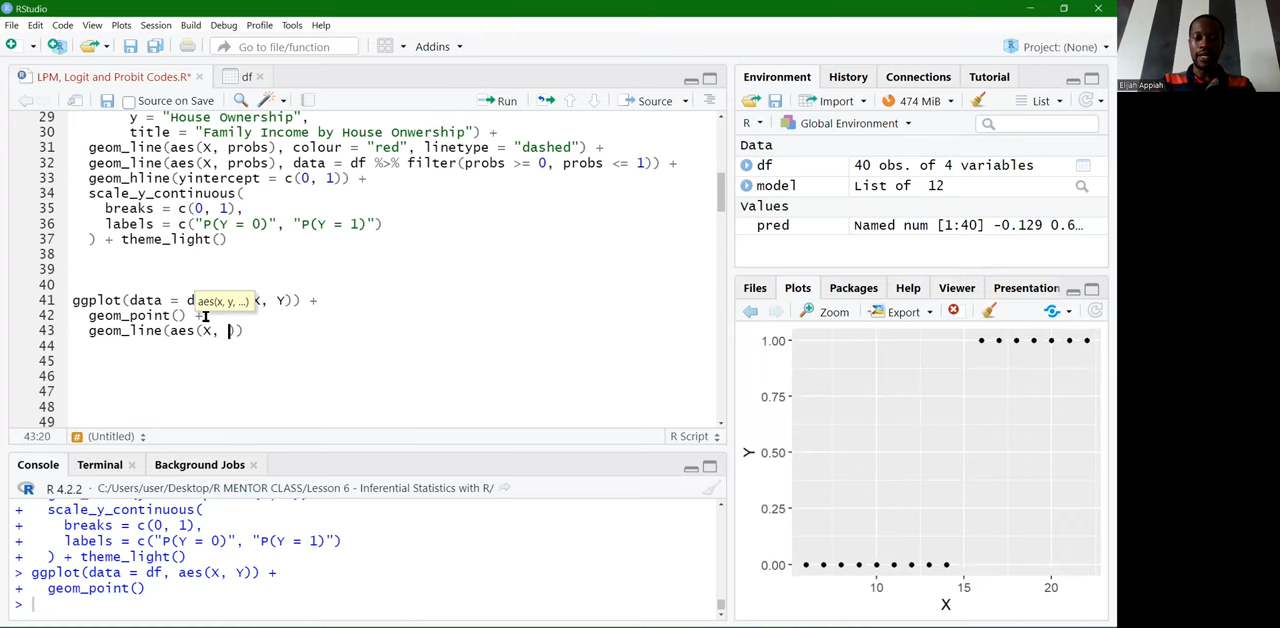 RStudio
File Edit Code View Plots Session Build Debug Profile Tools Help
Go to file/function Addins Project: (None)
LPM, Logit and Probit Codes.R* df
Source on Save Run Source
29 y = "House Ownership",
30 title = "Family Income by House Onwership") +
31 geom_line(aes(X, probs), colour = "red", linetype = "dashed") +
32 geom_line(aes(X, probs), data = df %>% filter(probs >= 0, probs <= 1)) +
33 geom_hline(yintercept = c(0, 1)) +
34 scale_y_continuous(
35 breaks = c(0, 1),
36 labels = c("P(Y = 0)", "P(Y = 1)")
37 ) + theme_light()
38
39
40
aes(x, y, ...)
41 ggplot(data = d X, Y)) +
42 geom_point() +
43 geom_line(aes(X, ))
44
45
46
47
48
49
43:20 (Untitled) R Script
Console Terminal Background Jobs
R 4.2.2 · C:/Users/user/Desktop/R MENTOR CLASS/Lesson 6 - Inferential Statistics with R/
+ scale_y_continuous(
+ breaks = c(0, 1),
+ labels = c("P(Y = 0)", "P(Y = 1)")
+ ) + theme_light()
> ggplot(data = df, aes(X, Y)) +
+ geom_point()
>
Environment History Connections Tutorial
Import 474 MiB List
R Global Environment
Data
df 40 obs. of 4 variables
model List of 12
Values
pred Named num [1:40] -0.129 0.6…
Files Plots Packages Help Viewer Presentation
Zoom Export
1.00
0.75
0.50
0.25
0.00
Y
10 15 20
X
Elijah Appiah